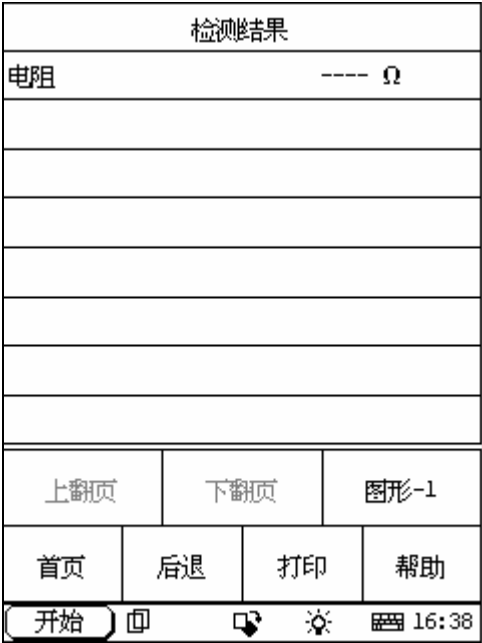 检测结果
电阻 ---- Ω
上翻页 下翻页 图形-1
首页 后退 打印 帮助
开始 16:38